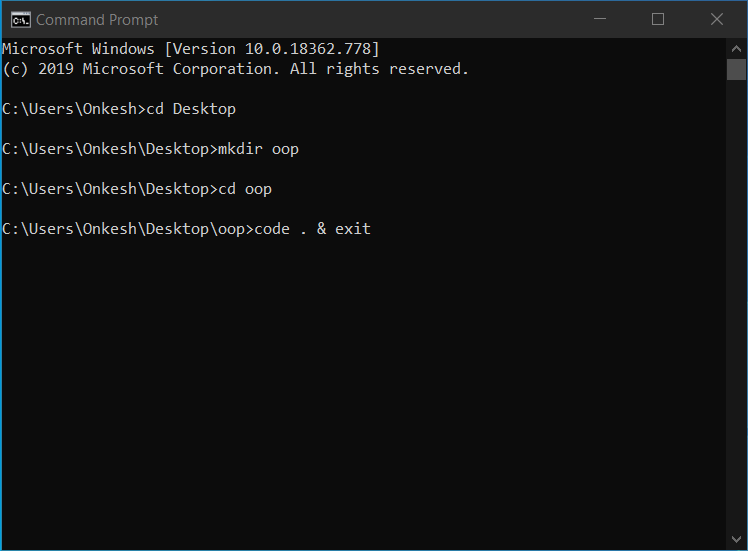 Command Prompt
Microsoft Windows [Version 10.0.18362.778]
(c) 2019 Microsoft Corporation. All rights reserved.
C:\Users\Onkesh>cd Desktop
C:\Users\Onkesh\Desktop>mkdir oop
C:\Users\Onkesh\Desktop>cd oop
C:\Users\Onkesh\Desktop\oop>code . & exit